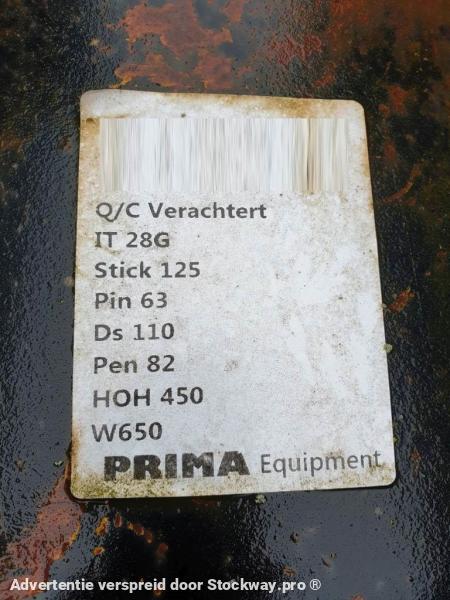 Q/C Verachtert
IT 28G
Stick 125
Pin 63
Ds 110
Pen 82
HOH 450
W650
PRIMA Equipment
Advertentie verspreid door Stockway.pro ®